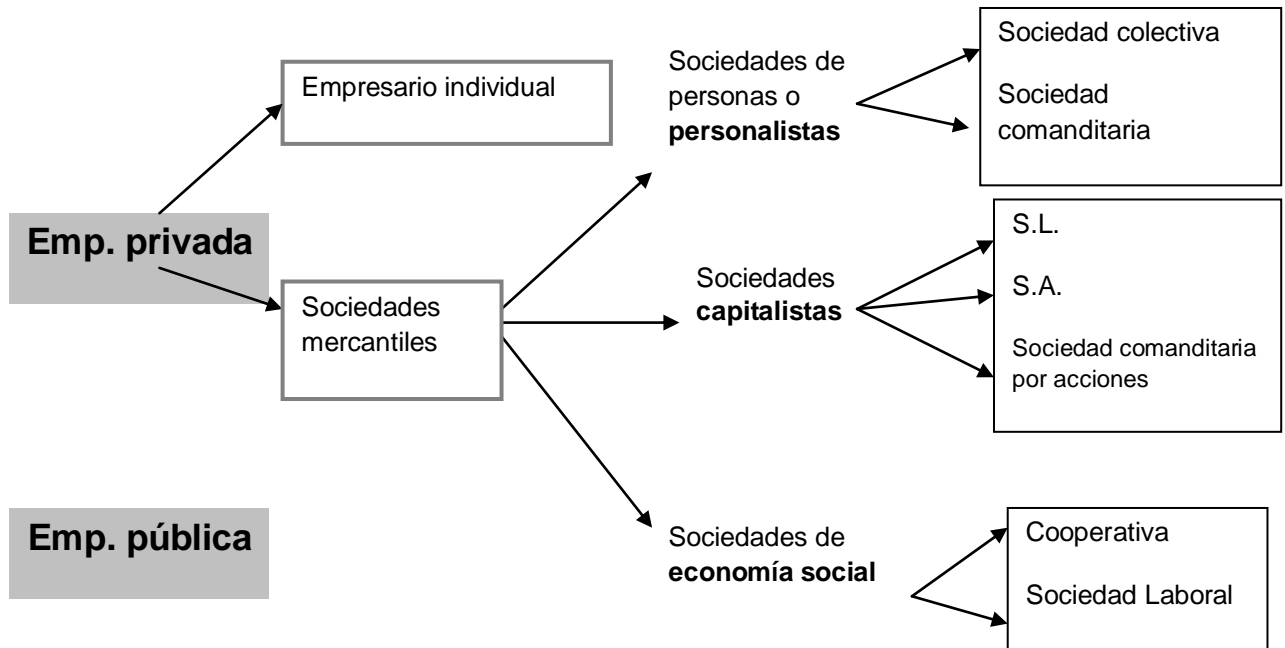 Emp. privada
Empresario individual
Sociedades
mercantiles
Sociedades de
personas o
personalistas
Sociedad colectiva
Sociedad
comanditaria
Sociedades
capitalistas
S.L.
S.A.
Sociedad comanditaria
por acciones
Sociedades de
economía social
Cooperativa
Sociedad Laboral
Emp. pública